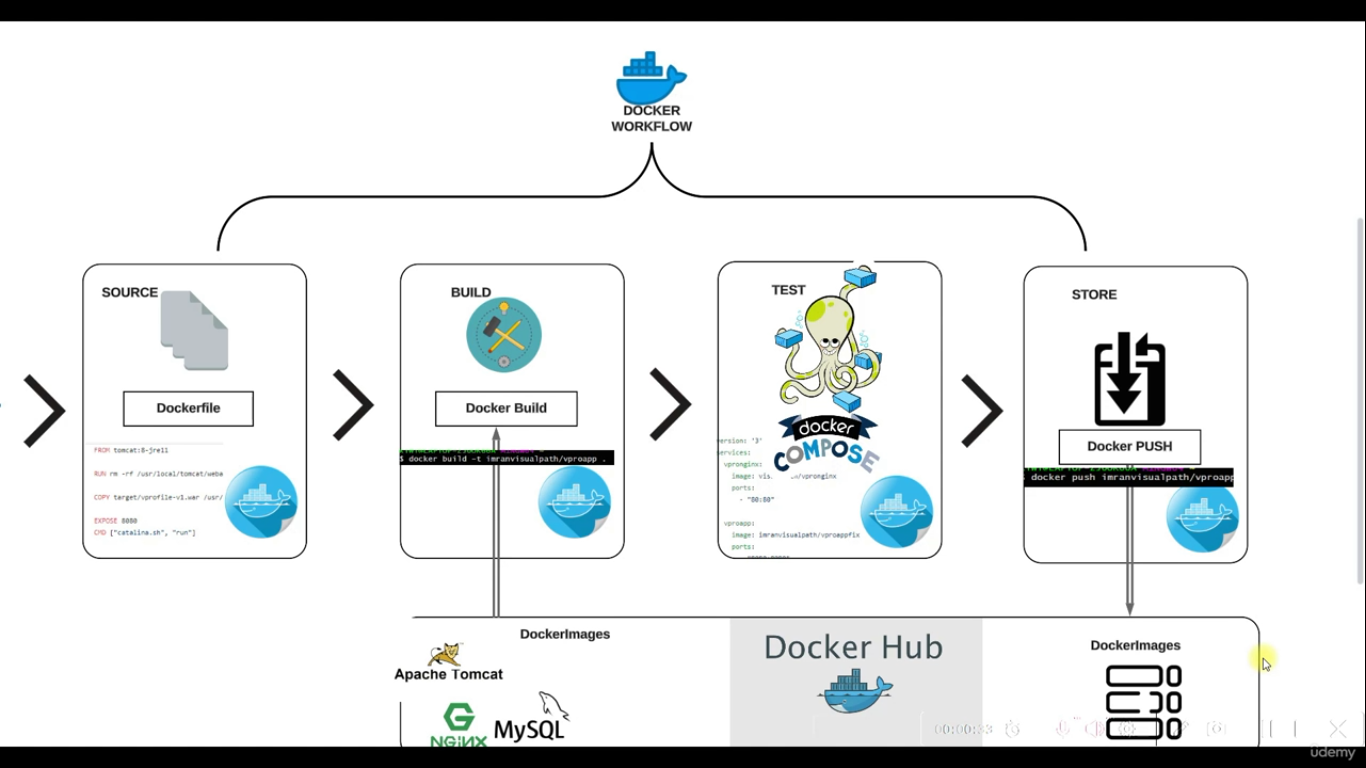 DOCKER
WORKFLOW
SOURCE
Dockerfile
FROM tomcat:8-jre11
RUN rm -rf /usr/local/tomcat/weba
COPY target/vprofile-v1.war /usr/
EXPOSE 8080
CMD ["catalina.sh", "run"]
BUILD
Docker Build
$ docker build -t imranvisualpath/vproapp .
TEST
docker
COMPOSE
version: '3'
services:
vpronginx:
image: vis
/vpronginx
ports:
- "80:80"
vproapp:
image: imranvisualpath/vproappfix
ports:
STORE
Docker PUSH
docker push imranvisualpath/vproapp
DockerImages
Apache Tomcat
NGINX
MySQL
Docker Hub
DockerImages
00:00:33
ûdemy